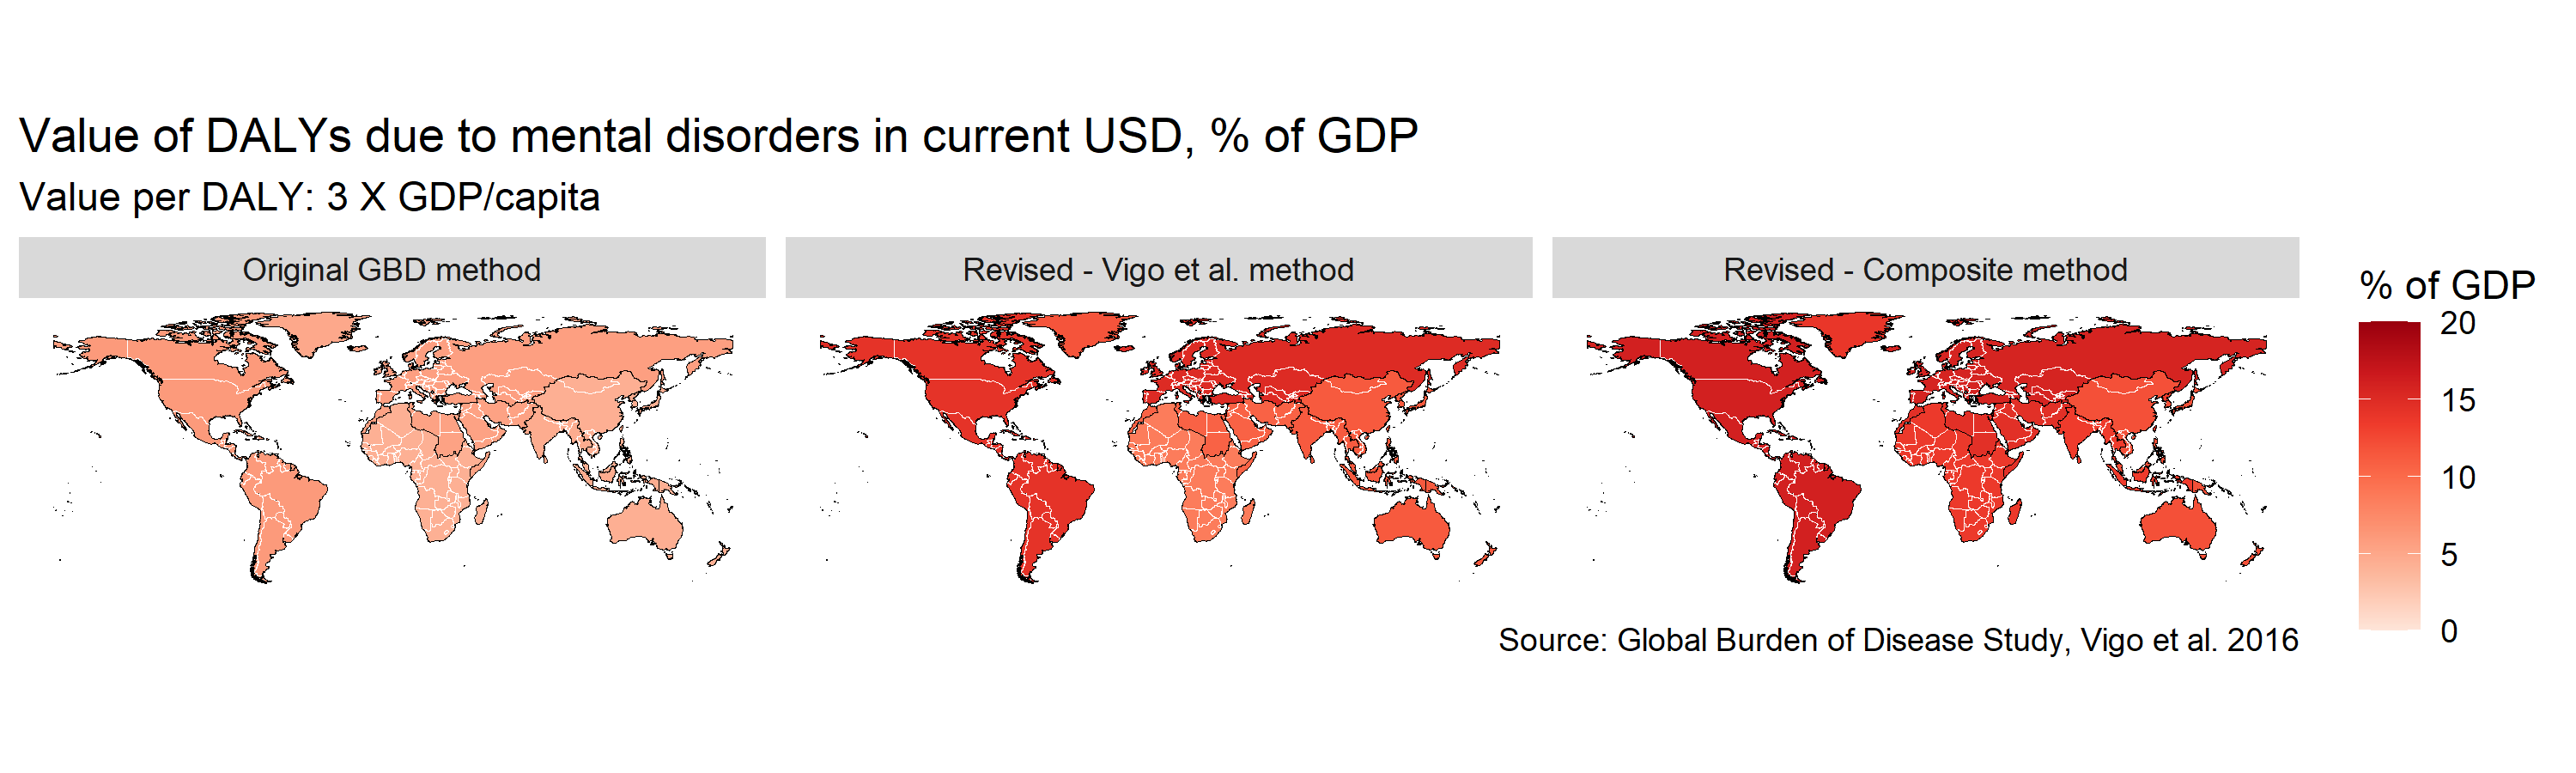 Value of DALYs due to mental disorders in current USD, % of GDP
Value per DALY: 3 X GDP/capita
Original GBD method
Revised - Vigo et al. method
Revised - Composite method
% of GDP
20
15
10
5
0
Source: Global Burden of Disease Study, Vigo et al. 2016